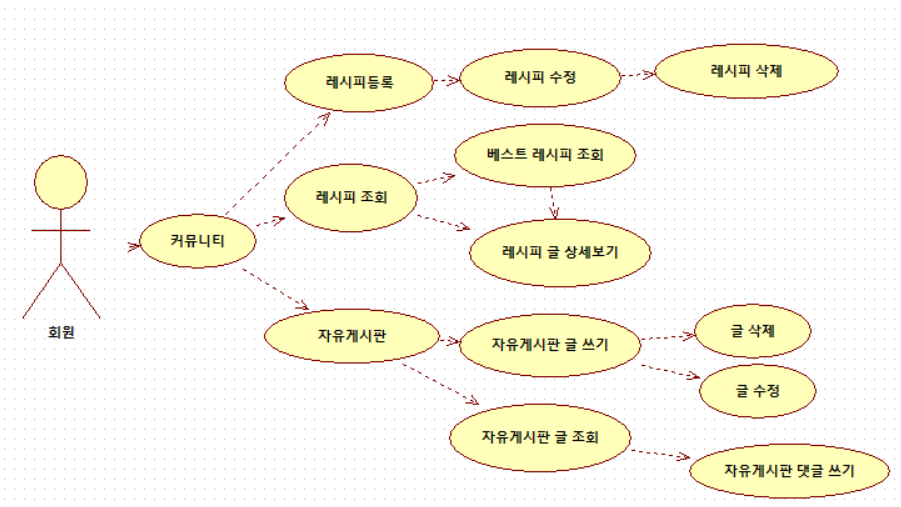 레시피등록
레시피 수정
레시피 삭제
베스트 레시피 조회
레시피 조회
커뮤니티
레시피 글 상세보기
회원
자유게시판
자유게시판 글 쓰기
글 삭제
글 수정
자유게시판 글 조회
자유게시판 댓글 쓰기